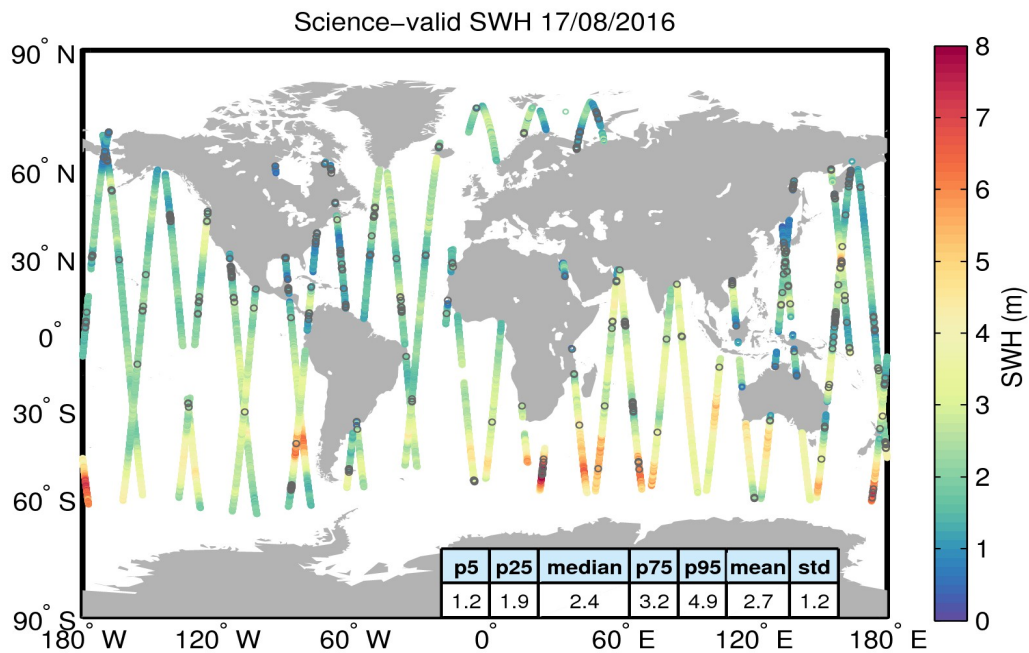 Science−valid SWH 17/08/2016
90° N
60° N
30° N
0°
30° S
60° S
90° S
180° W
120° W
60° W
0°
60° E
120° E
180° E
p5 p25 median p75 p95 mean std
1.2 1.9 2.4 3.2 4.9 2.7 1.2
8
7
6
5
4
3
2
1
0
SWH (m)